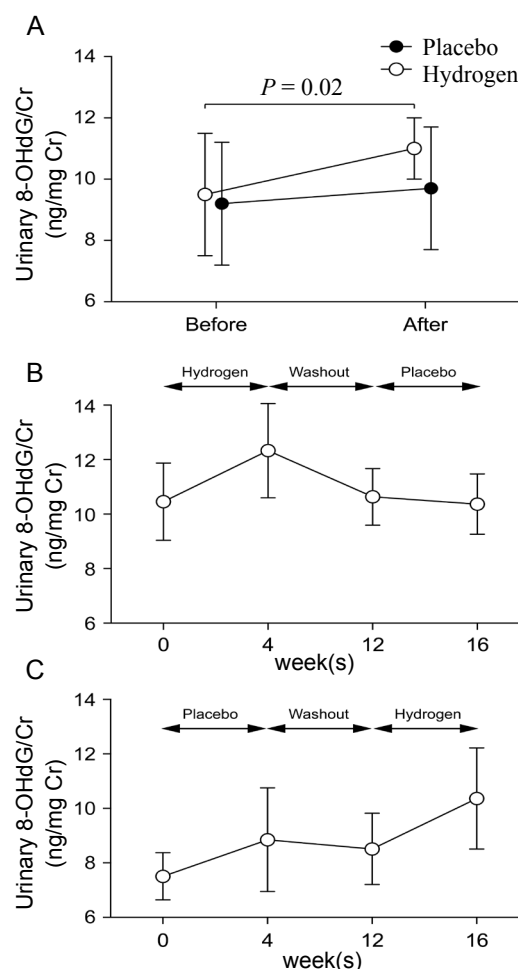 A
Placebo
Hydrogen
P = 0.02
Urinary 8-OHdG/Cr
(ng/mg Cr)
14
12
10
8
6
Before After
B
Hydrogen Washout Placebo
Urinary 8-OHdG/Cr
(ng/mg Cr)
14
12
10
8
6
0 4 12 16
week(s)
C
Placebo Washout Hydrogen
Urinary 8-OHdG/Cr
(ng/mg Cr)
14
12
10
8
6
0 4 12 16
week(s)